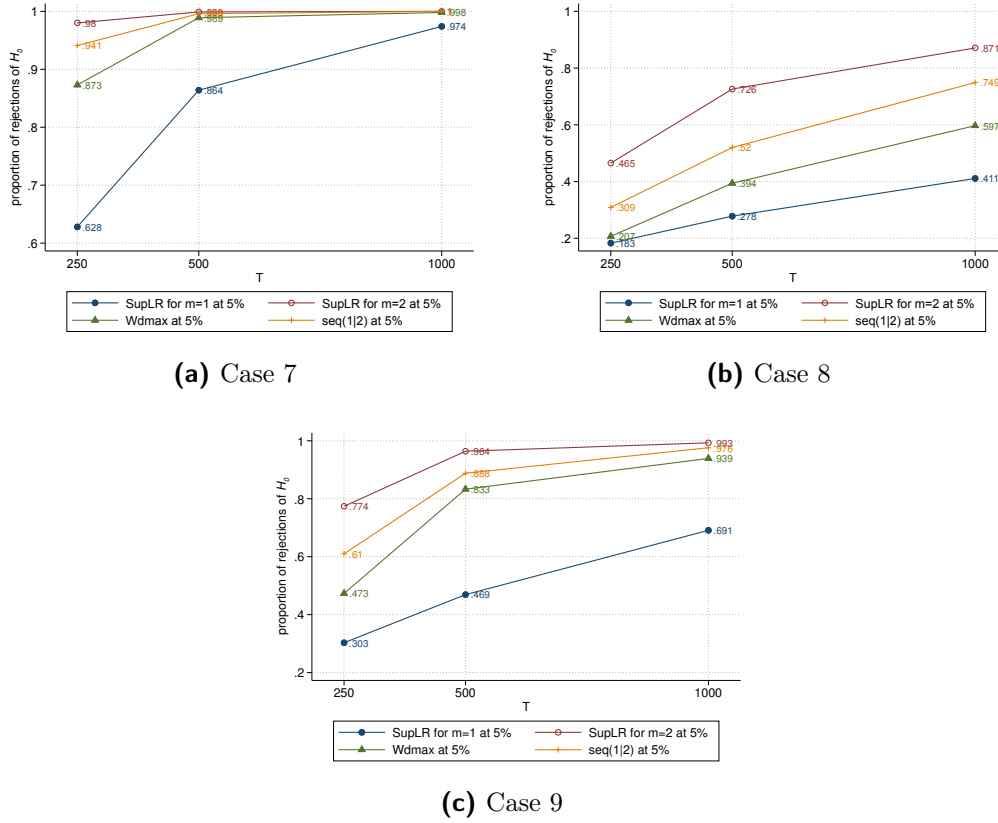 1
.9
.8
.7
.6
proportion of rejections of H0
.98
.941
.873
.628
.989
.864
1
.998
.974
250
500
1000
T
SupLR for m=1 at 5%
SupLR for m=2 at 5%
Wdmax at 5%
seq(1|2) at 5%
(a) Case 7
1
.8
.6
.4
.2
proportion of rejections of H0
.465
.309
.207
.183
.726
.52
.394
.278
.871
.749
.597
.411
250
500
1000
T
SupLR for m=1 at 5%
SupLR for m=2 at 5%
Wdmax at 5%
seq(1|2) at 5%
(b) Case 8
1
.8
.6
.4
.2
proportion of rejections of H0
.774
.61
.473
.303
.964
.888
.833
.469
.993
.976
.939
.691
250
500
1000
T
SupLR for m=1 at 5%
SupLR for m=2 at 5%
Wdmax at 5%
seq(1|2) at 5%
(c) Case 9